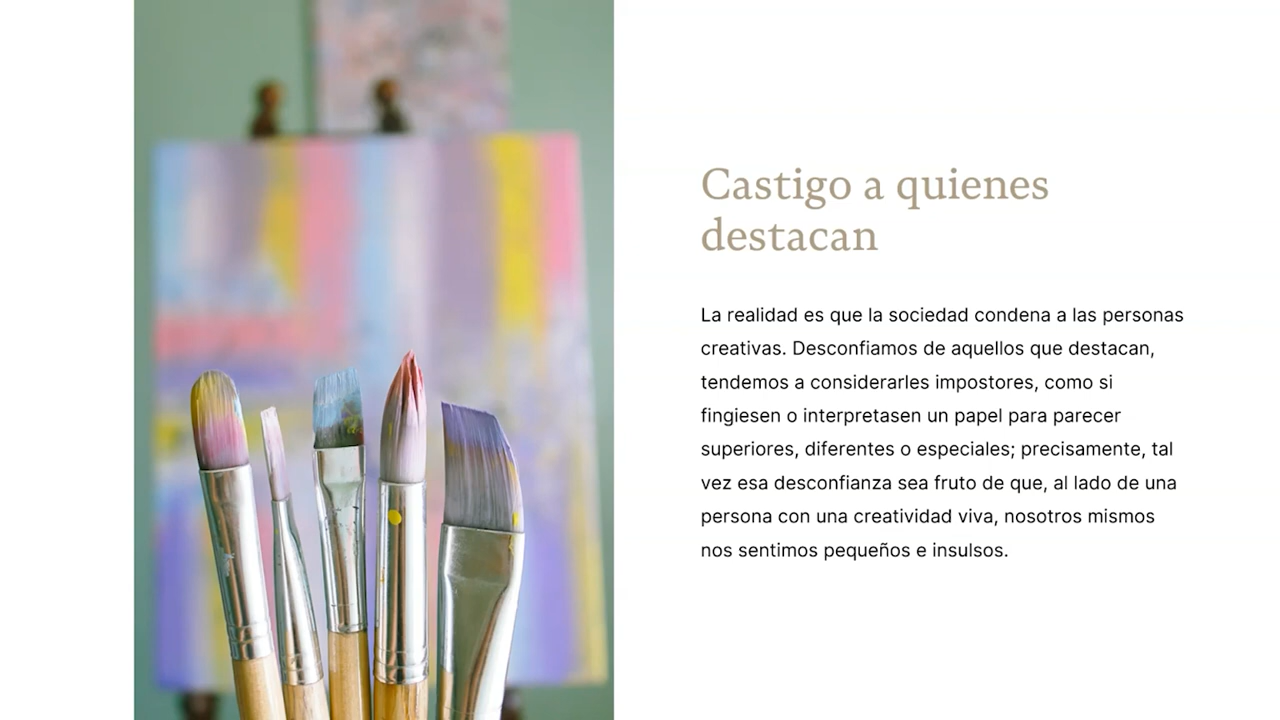 Castigo a quienes
destacan
La realidad es que la sociedad condena a las personas
creativas. Desconfiamos de aquellos que destacan,
tendemos a considerarles impostores, como si
fingiesen o interpretasen un papel para parecer
superiores, diferentes o especiales; precisamente, tal
vez esa desconfianza sea fruto de que, al lado de una
persona con una creatividad viva, nosotros mismos
nos sentimos pequeños e insulsos.